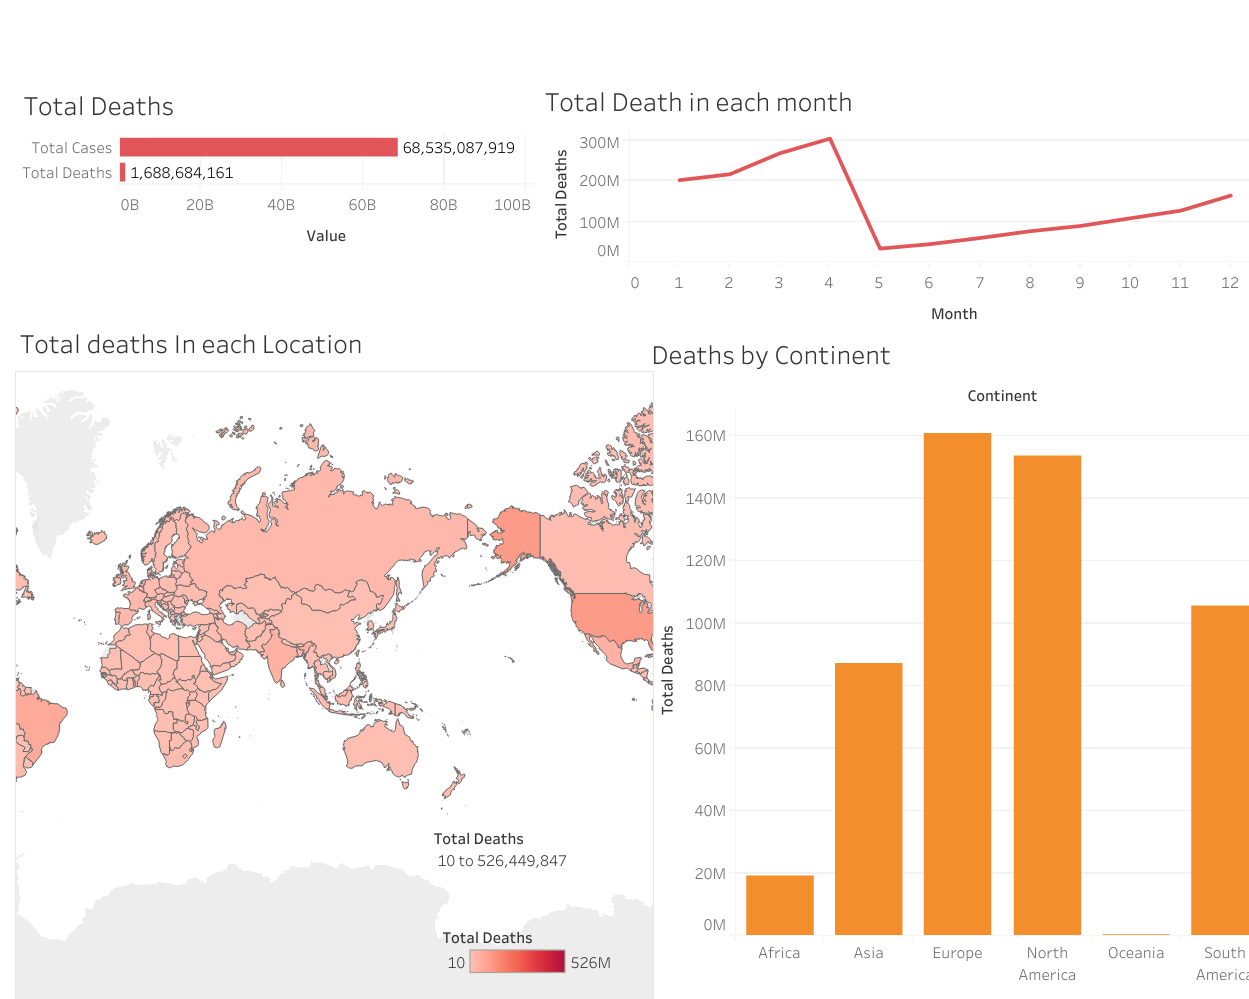 Total Deaths
Total Cases 68,535,087,919
Total Deaths 1,688,684,161
0B 20B 40B 60B 80B 100B
Value
Total Death in each month
Total Deaths
300M
200M
100M
0M
0 1 2 3 4 5 6 7 8 9 10 11 12
Month
Total deaths In each Location
Total Deaths
10 to 526,449,847
Total Deaths
10 526M
Deaths by Continent
Continent
Total Deaths
160M
140M
120M
100M
80M
60M
40M
20M
0M
Africa Asia Europe North America Oceania South Americ